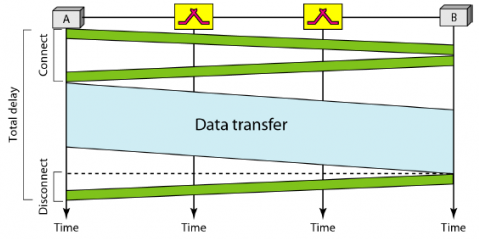 A
B
Connect
Total delay
Data transfer
Disconnect
Time
Time
Time
Time